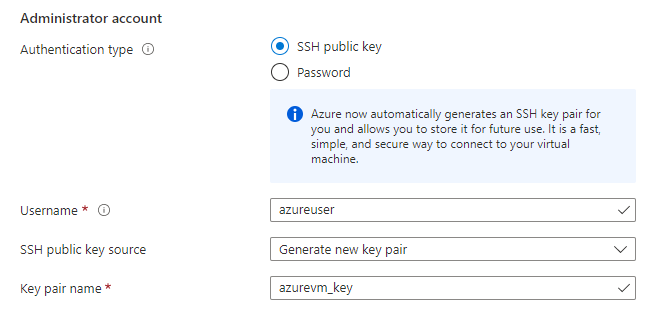 Administrator account
Authentication type
SSH public key
Password
Azure now automatically generates an SSH key pair for
you and allows you to store it for future use. It is a fast,
simple, and secure way to connect to your virtual
machine.
Username *
azureuser
SSH public key source
Generate new key pair
Key pair name *
azurevm_key